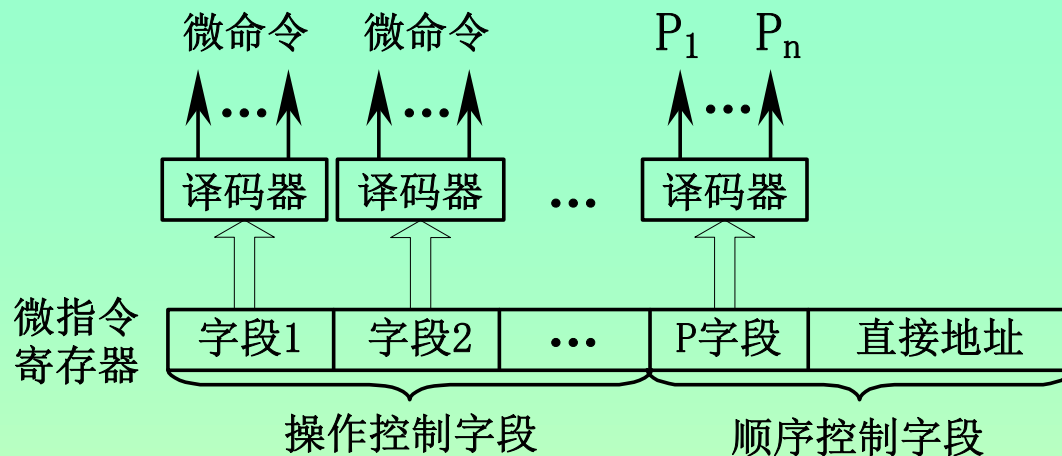 微命令 微命令 P1 Pn
... ... ...
译码器 译码器 ... 译码器
微指令
寄存器
字段1 字段2 ... P字段 直接地址
操作控制字段 顺序控制字段